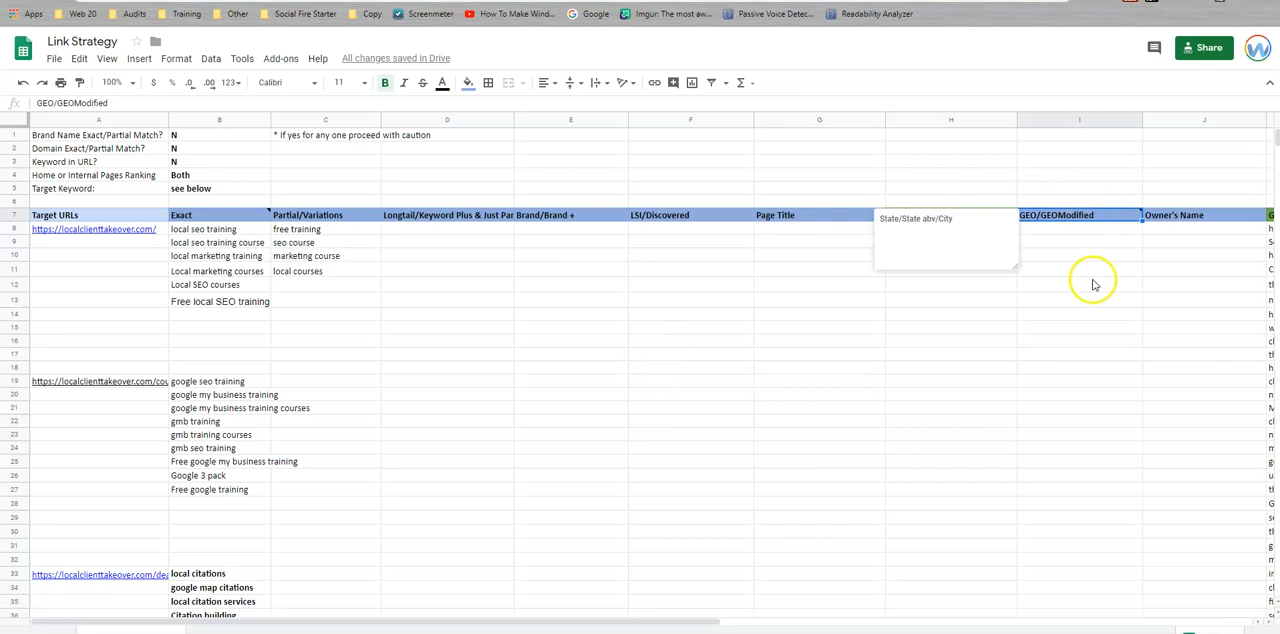 Apps Web 20 Audits Training Other Social Fire Starter Copy Screenmeter How To Make Wind... Google Imgur: The most aw... Passive Voice Detec... Readability Analyzer
Link Strategy
Share
File Edit View Insert Format Data Tools Add-ons Help All changes saved in Drive
100% $ % .0 .00 123 Calibri 11 B I S A
fx GEO/GEOModified
A B C D E F G H I J
1 Brand Name Exact/Partial Match? N * If yes for any one proceed with caution
2 Domain Exact/Partial Match? N
3 Keyword in URL? N
4 Home or Internal Pages Ranking Both
5 Target Keyword: see below
6
7 Target URLs Exact Partial/Variations Longtail/Keyword Plus & Just Par Brand/Brand + LSI/Discovered Page Title GEO/GEOModified Owner's Name G
State/State abv/City
8 https://localclienttakeover.com/ local seo training free training h
9 local seo training course seo course S
10 local marketing training marketing course h
11 Local marketing courses local courses C
12 Local SEO courses th
13 Free local SEO training n
14 h
15 w
16 cl
17 th
18 h
19 https://localclienttakeover.com/cou google seo training cl
20 google my business training n
21 google my business training courses M
22 gmb training cl
23 gmb training courses n
24 gmb seo training m
25 Free google my business training g
26 Google 3 pack u
27 Free google training th
28 G
29 s
30 th
31 g
32 m
33 https://localclienttakeover.com/dea local citations in
34 google map citations cl
35 local citation services fi
36 Citation building